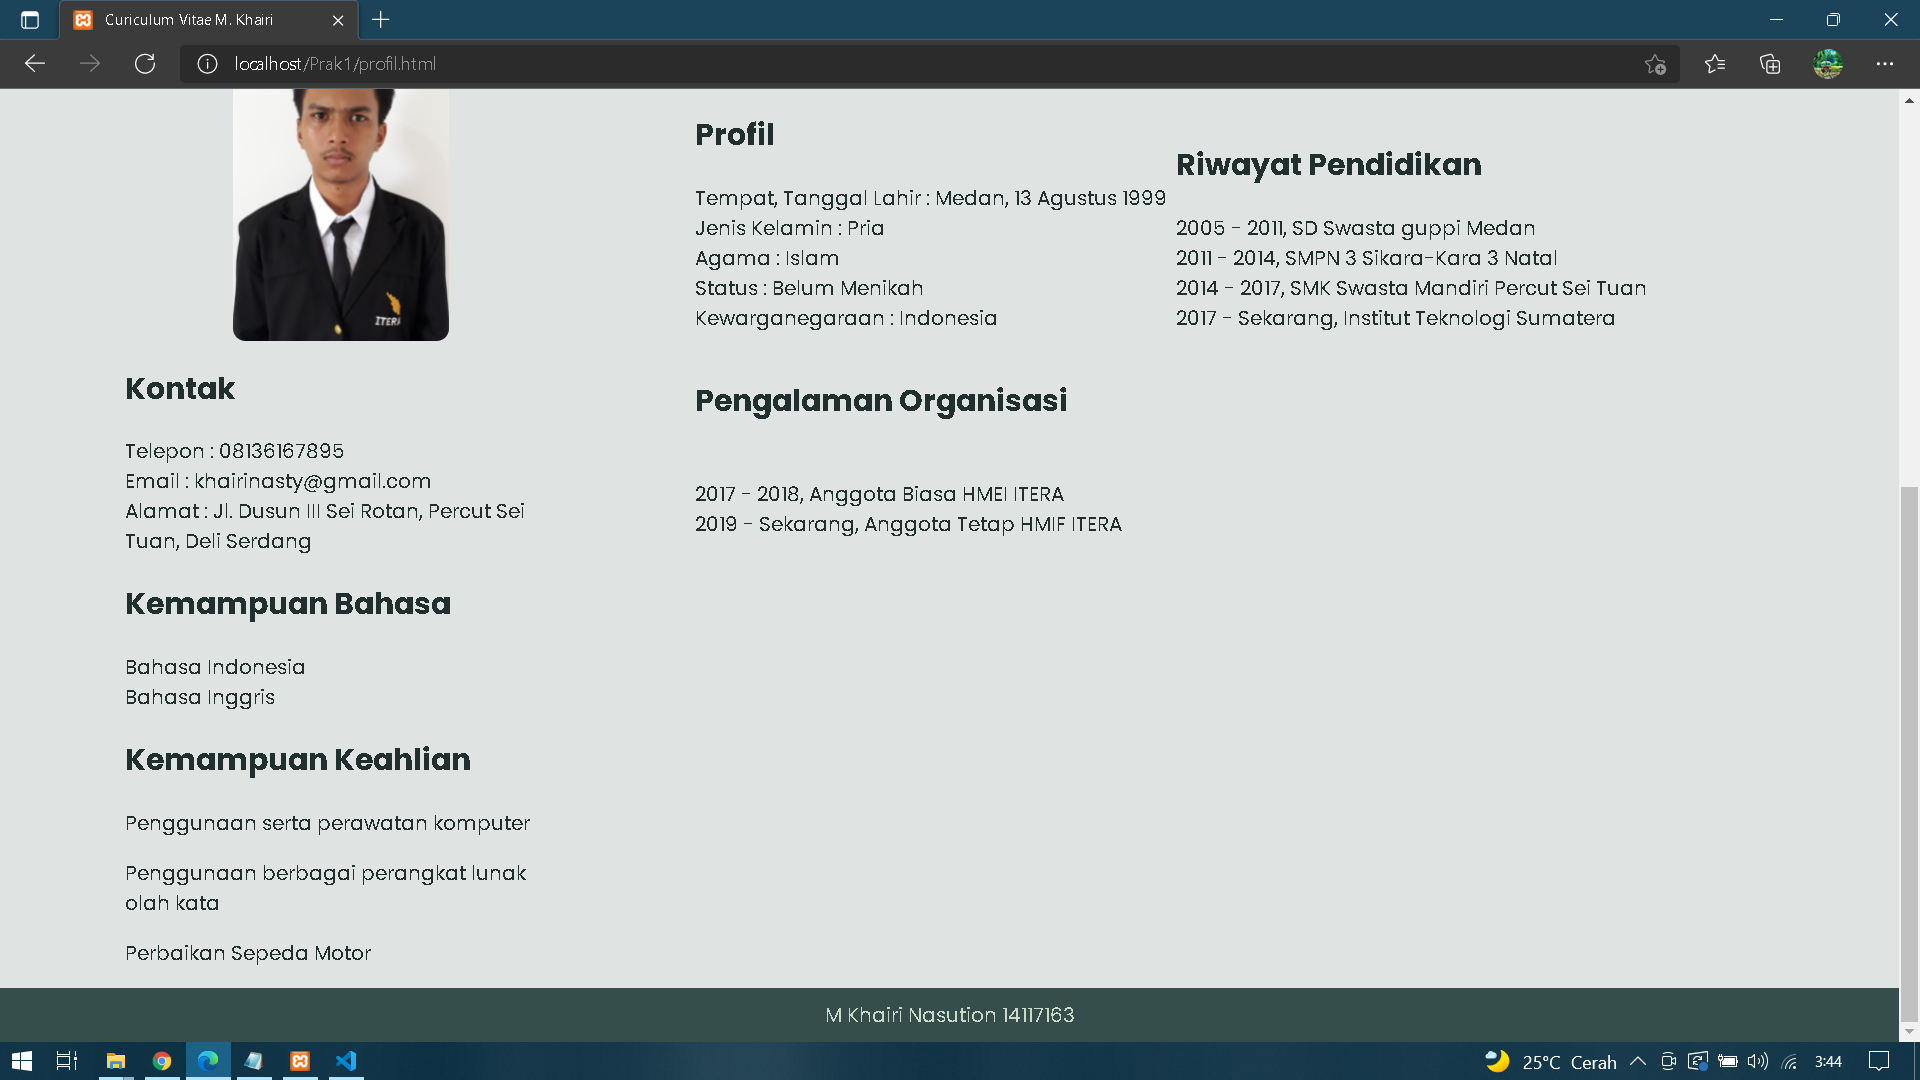 Curiculum Vitae M. Khairi
localhost/Prak1/profil.html
ITERA
Kontak
Telepon : 08136167895
Email : khairinasty@gmail.com
Alamat : Jl. Dusun III Sei Rotan, Percut Sei
Tuan, Deli Serdang
Kemampuan Bahasa
Bahasa Indonesia
Bahasa Inggris
Kemampuan Keahlian
Penggunaan serta perawatan komputer
Penggunaan berbagai perangkat lunak
olah kata
Perbaikan Sepeda Motor
Profil
Tempat, Tanggal Lahir : Medan, 13 Agustus 1999
Jenis Kelamin : Pria
Agama : Islam
Status : Belum Menikah
Kewarganegaraan : Indonesia
Pengalaman Organisasi
2017 - 2018, Anggota Biasa HMEI ITERA
2019 - Sekarang, Anggota Tetap HMIF ITERA
Riwayat Pendidikan
2005 - 2011, SD Swasta guppi Medan
2011 - 2014, SMPN 3 Sikara-Kara 3 Natal
2014 - 2017, SMK Swasta Mandiri Percut Sei Tuan
2017 - Sekarang, Institut Teknologi Sumatera
M Khairi Nasution 14117163
25°C Cerah
3:44